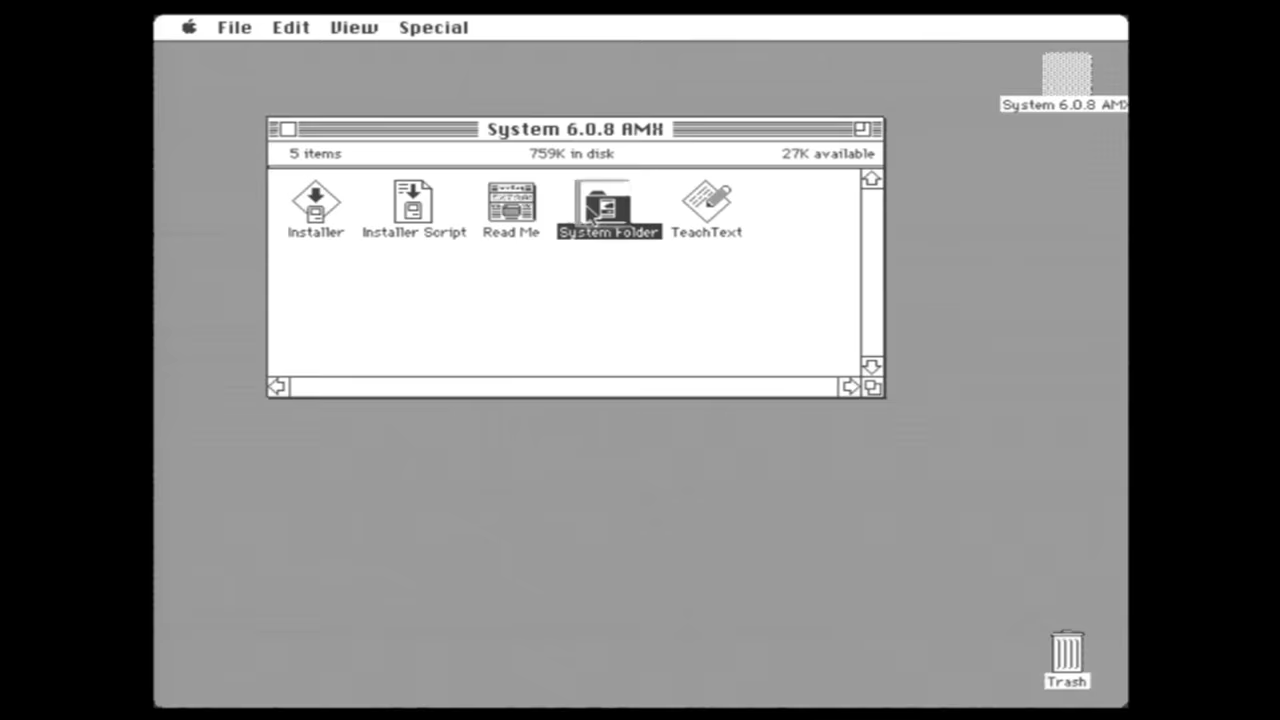 File Edit View Special
System 6.0.8 AMX
System 6.0.8 AMX
5 items 759K in disk 27K available
Installer Installer Script Read Me System Folder TeachText
Trash